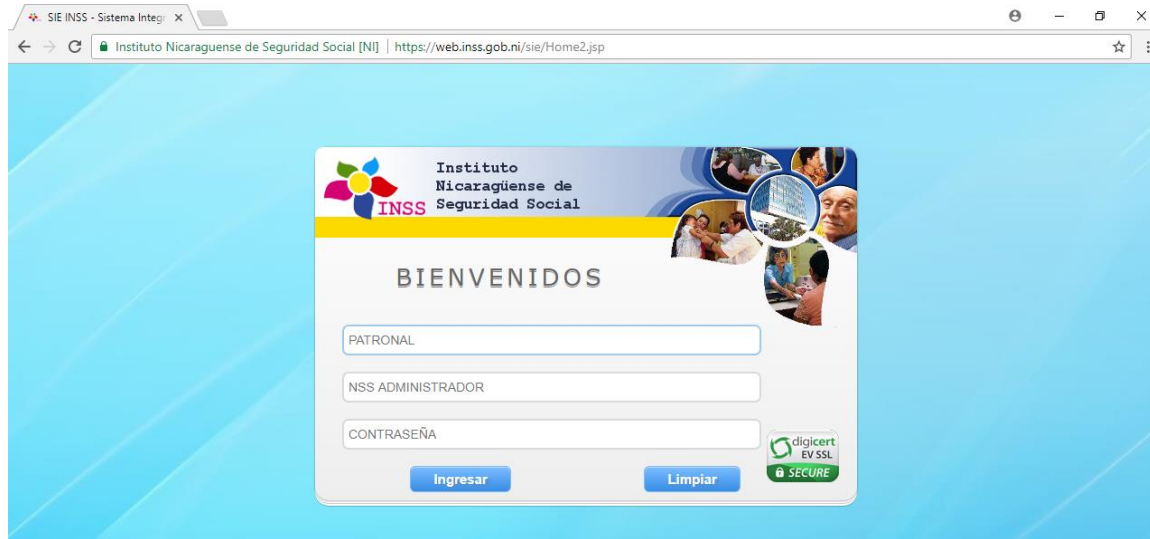 SIE INSS - Sistema Integr
Instituto Nicaraguense de Seguridad Social [NI] | https://web.inss.gob.ni/sie/Home2.jsp
Instituto
Nicaragüense de
Seguridad Social
INSS
BIENVENIDOS
PATRONAL
NSS ADMINISTRADOR
CONTRASEÑA
digicert
EV SSL
SECURE
Ingresar
Limpiar